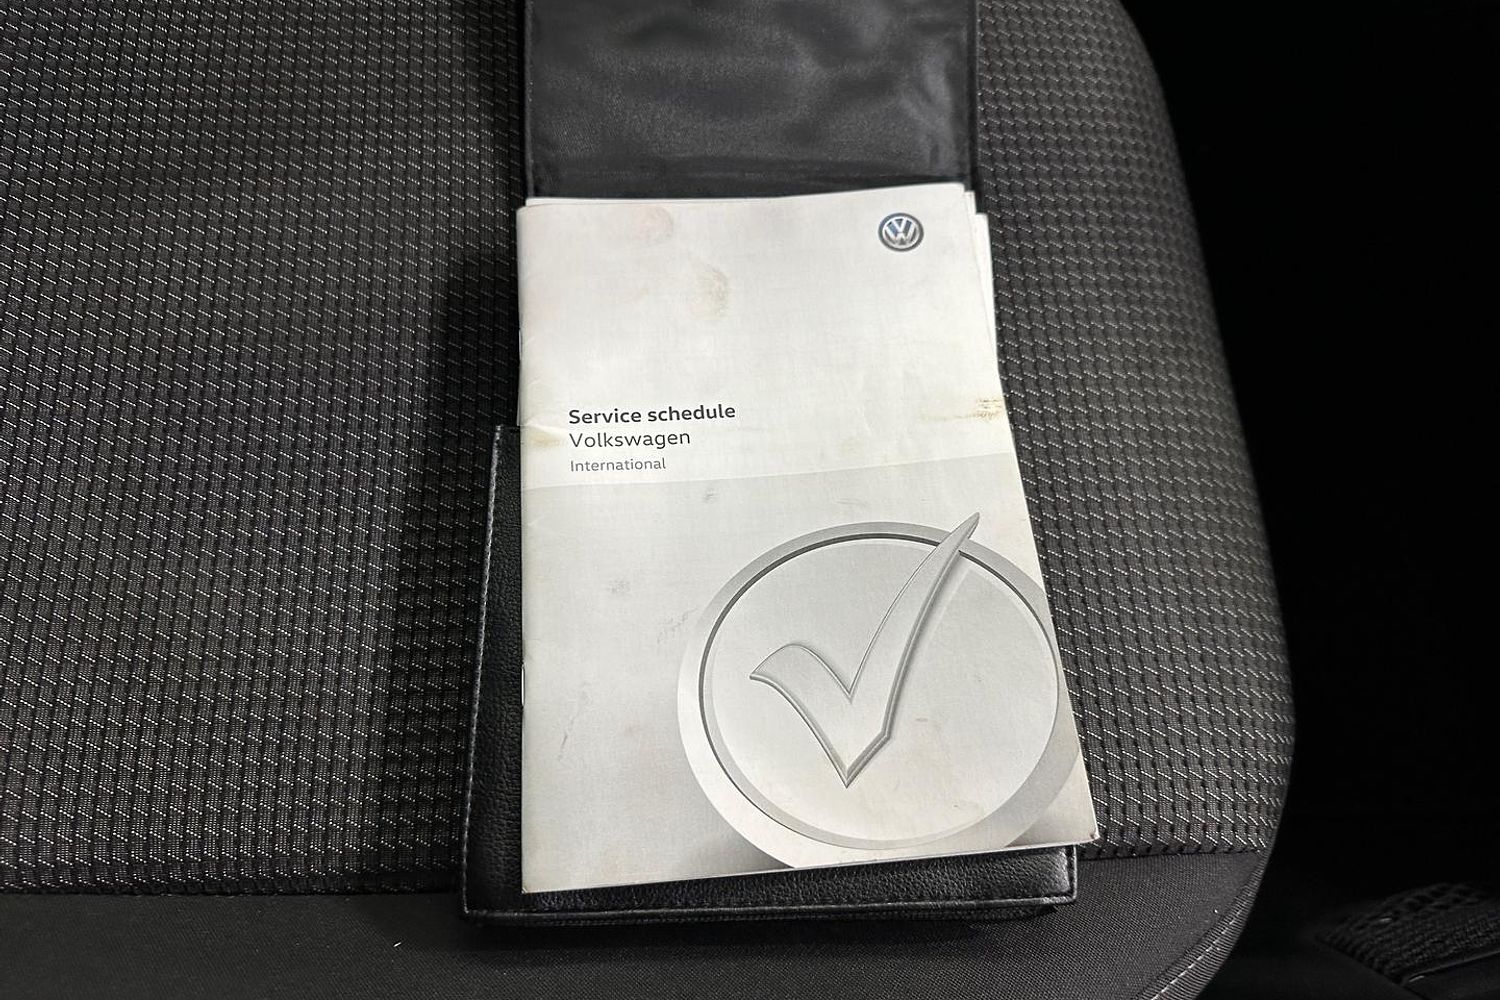 Service schedule
Volkswagen
International